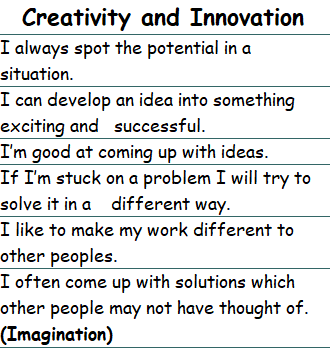 Creativity and Innovation
I always spot the potential in a
situation.
I can develop an idea into something
exciting and successful.
I'm good at coming up with ideas.
If I'm stuck on a problem I will try to
solve it in a different way.
I like to make my work different to
other peoples.
I often come up with solutions which
other people may not have thought of.
(Imagination)